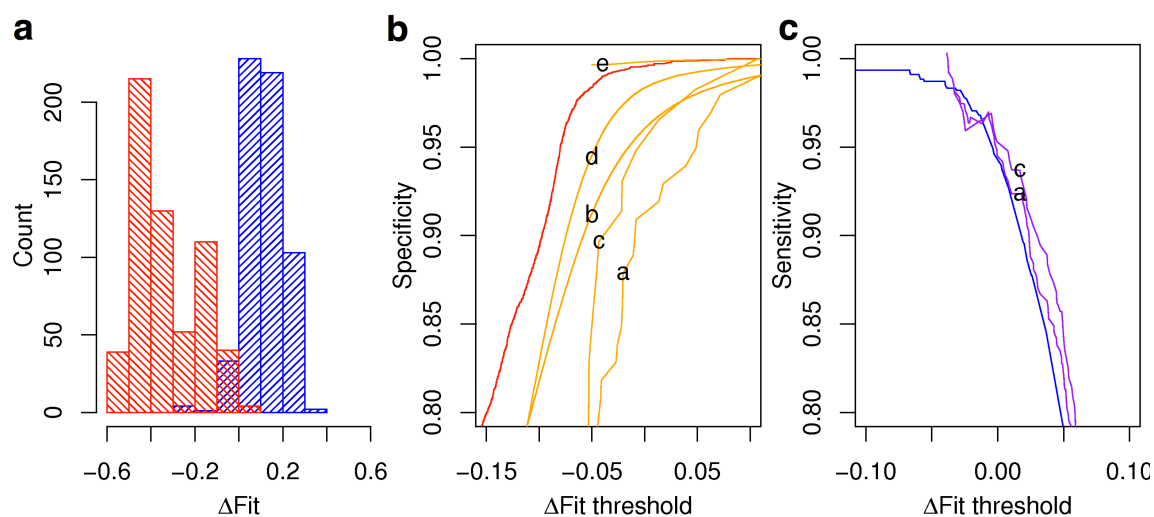 a
Count
0
50
100
150
200
−0.6
−0.2
0.2
0.6
ΔFit
b
Specificity
0.80
0.85
0.90
0.95
1.00
e
d
b
c
a
−0.15
−0.05
0.05
ΔFit threshold
c
Sensitivity
0.80
0.85
0.90
0.95
1.00
c
a
−0.10
0.00
0.10
ΔFit threshold